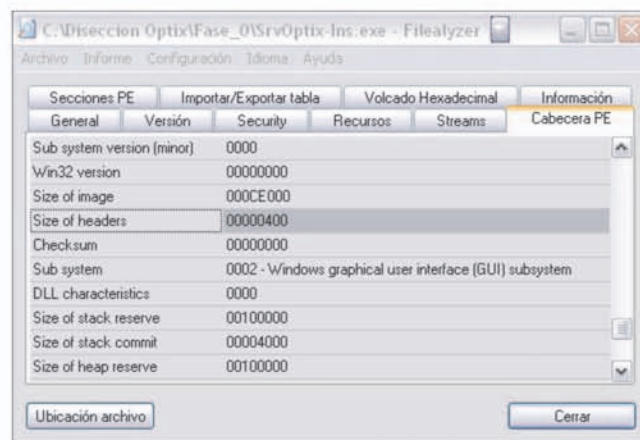 C:\Diseccion Optix\Fase_0\SrvOptix-Ins.exe - Filealyzer
Archivo Informe Configuración Idioma Ayuda
Secciones PE Importar/Exportar tabla Volcado Hexadecimal Información
General Versión Security Recursos Streams Cabecera PE
Sub system version (minor) 0000
Win32 version 00000000
Size of image 000CE000
Size of headers 00000400
Checksum 00000000
Sub system 0002 - Windows graphical user interface (GUI) subsystem
DLL characteristics 0000
Size of stack reserve 00100000
Size of stack commit 00004000
Size of heap reserve 00100000
Ubicación archivo Cerrar